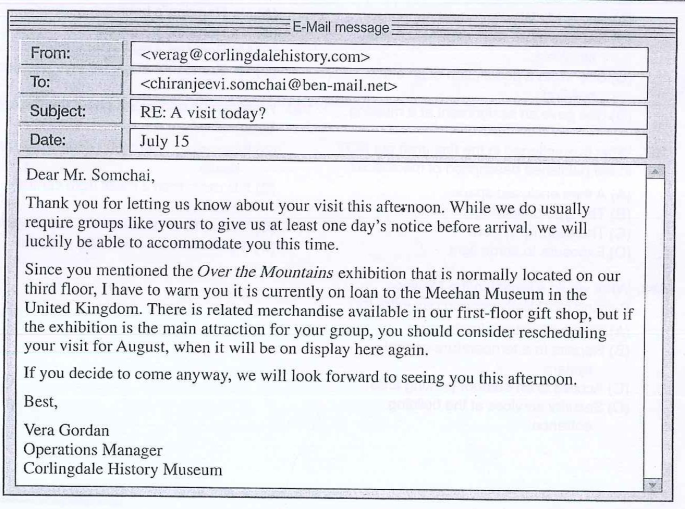 E-Mail message
From: <verag@corlingdalehistory.com>
To: <chiranjeevi.somchai@ben-mail.net>
Subject: RE: A visit today?
Date: July 15
Dear Mr. Somchai,
Thank you for letting us know about your visit this afternoon. While we do usually
require groups like yours to give us at least one day's notice before arrival, we will
luckily be able to accommodate you this time.
Since you mentioned the Over the Mountains exhibition that is normally located on our
third floor, I have to warn you it is currently on loan to the Meehan Museum in the
United Kingdom. There is related merchandise available in our first-floor gift shop, but if
the exhibition is the main attraction for your group, you should consider rescheduling
your visit for August, when it will be on display here again.
If you decide to come anyway, we will look forward to seeing you this afternoon.
Best,
Vera Gordan
Operations Manager
Corlingdale History Museum